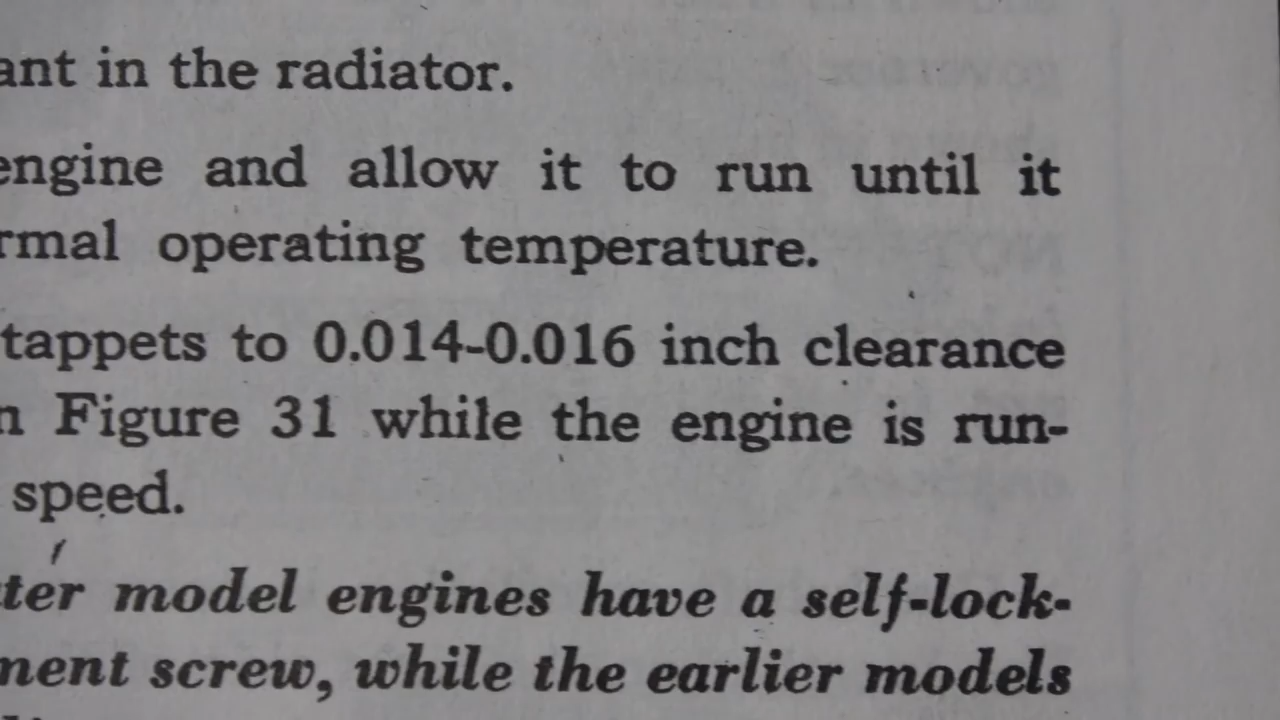 ant in the radiator.
engine and allow it to run until it
rmal operating temperature.
tappets to 0.014-0.016 inch clearance
n Figure 31 while the engine is run-
speed.
ter model engines have a self-lock-
ment screw, while the earlier models